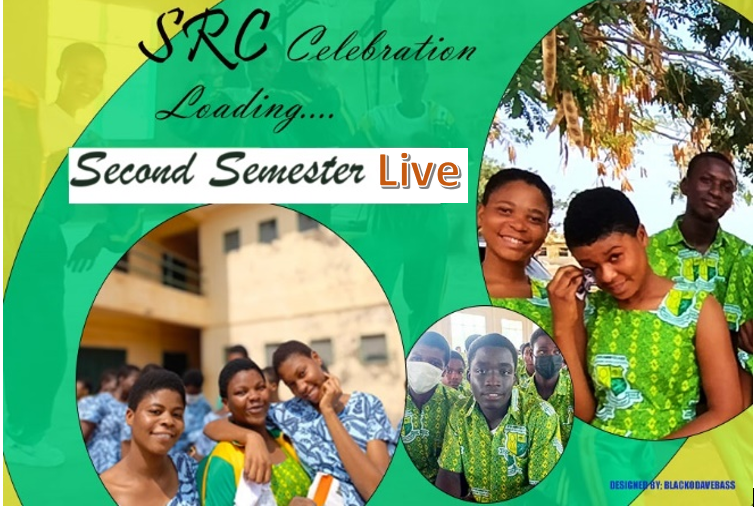 SRC Celebration
Loading....
Second Semester Live
DESIGNED BY; BLACKODAVEBASS